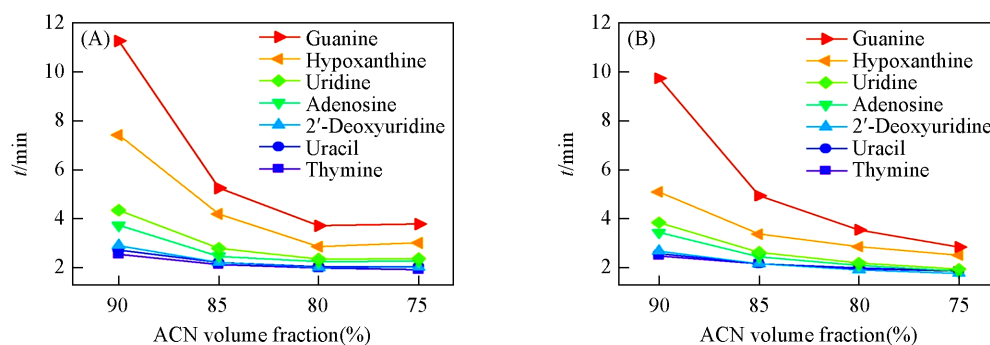 (A)
Guanine
Hypoxanthine
Uridine
Adenosine
2′-Deoxyuridine
Uracil
Thymine
12
10
8
6
4
2
t/min
90 85 80 75
ACN volume fraction(%)
(B)
Guanine
Hypoxanthine
Uridine
Adenosine
2′-Deoxyuridine
Uracil
Thymine
12
10
8
6
4
2
t/min
90 85 80 75
ACN volume fraction(%)